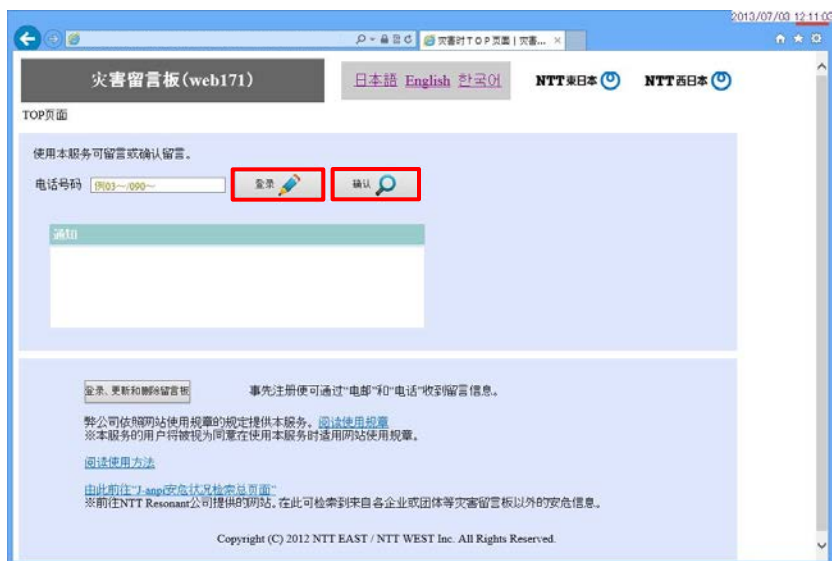 2013/07/03 12:11:03
灾害时TOP页面 | 灾害...
灾害留言板(web171)
日本語 English 한국어
NTT東日本
NTT西日本
TOP页面
使用本服务可留言或确认留言。
电话号码 例03~/090~ 登录 确认
通知
登录、更新和删除留言板 事先注册便可通过"电邮"和"电话"收到留言信息。
弊公司依照网站使用规章的规定提供本服务。阅读使用规章
※本服务的用户将被视为同意在使用本服务时适用网站使用规章。
阅读使用方法
由此前往"J-anpi安危状况检索总页面"
※前往NTT Resonant公司提供的网站。在此可检索到来自各企业或团体等灾害留言板以外的安危信息。
Copyright (C) 2012 NTT EAST / NTT WEST Inc. All Rights Reserved.